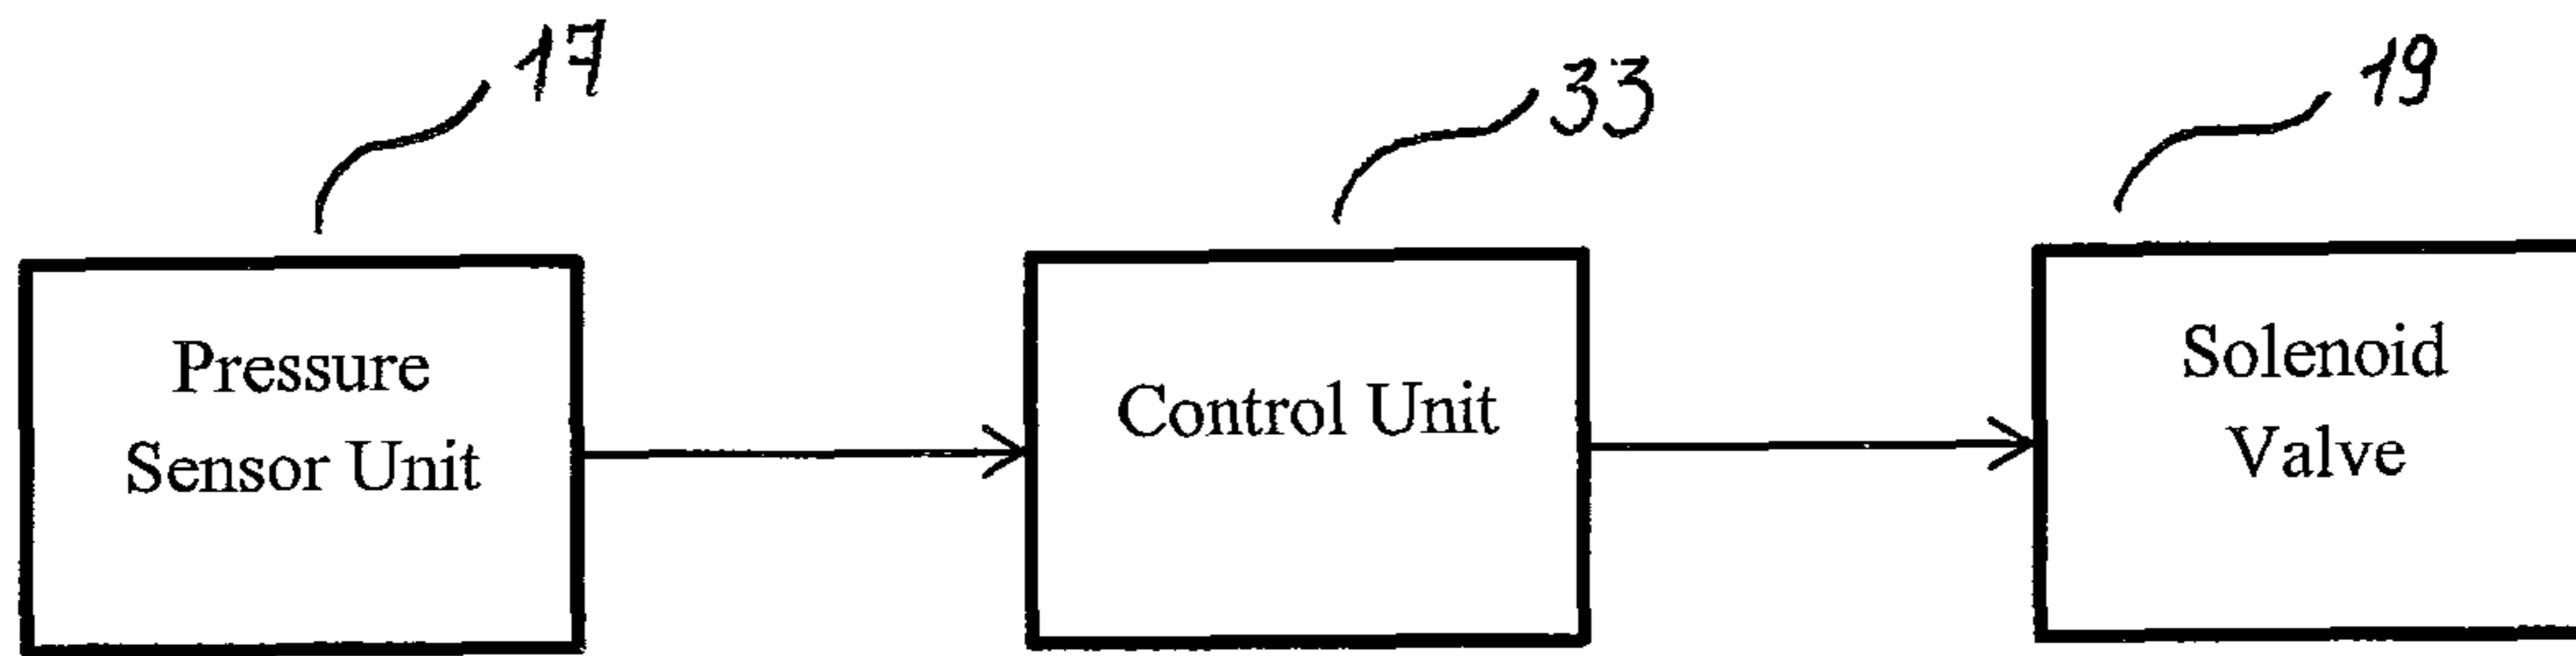 17
33
19
Pressure
Sensor Unit
Control Unit
Solenoid
Valve